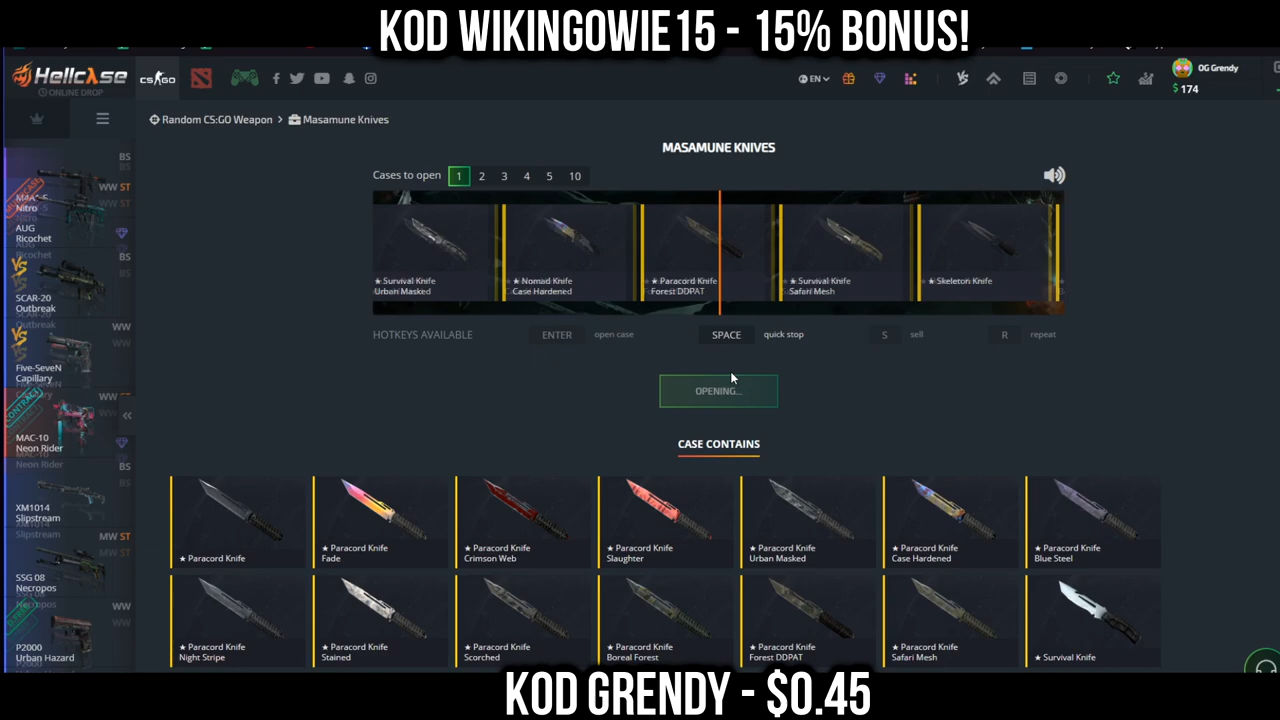 KOD WIKINGOWIE15 - 15% BONUS!
Hellcase
ONLINE DROP
CS:GO
EN
OG Grendy
$ 174
Random CS:GO Weapon > Masamune Knives
MASAMUNE KNIVES
Cases to open 1 2 3 4 5 10
★ Survival Knife
Urban Masked
★ Nomad Knife
Case Hardened
★ Paracord Knife
Forest DDPAT
★ Survival Knife
Safari Mesh
★ Skeleton Knife
HOTKEYS AVAILABLE ENTER open case SPACE quick stop S sell R repeat
OPENING...
CASE CONTAINS
★ Paracord Knife
★ Paracord Knife
Fade
★ Paracord Knife
Crimson Web
★ Paracord Knife
Slaughter
★ Paracord Knife
Urban Masked
★ Paracord Knife
Case Hardened
★ Paracord Knife
Blue Steel
★ Paracord Knife
Night Stripe
★ Paracord Knife
Stained
★ Paracord Knife
Scorched
★ Paracord Knife
Boreal Forest
★ Paracord Knife
Forest DDPAT
★ Paracord Knife
Safari Mesh
★ Survival Knife
BS
WW ST
Nitro
AUG
Ricochet
BS
VS
SCAR-20
Outbreak
WW
VS
Five-SeveN
Capillary
WW
CONTRACT
MAC-10
Neon Rider
BS
XM1014
Slipstream
MW ST
SSG 08
Necropos
WW
P2000
Urban Hazard
KOD GRENDY - $0.45